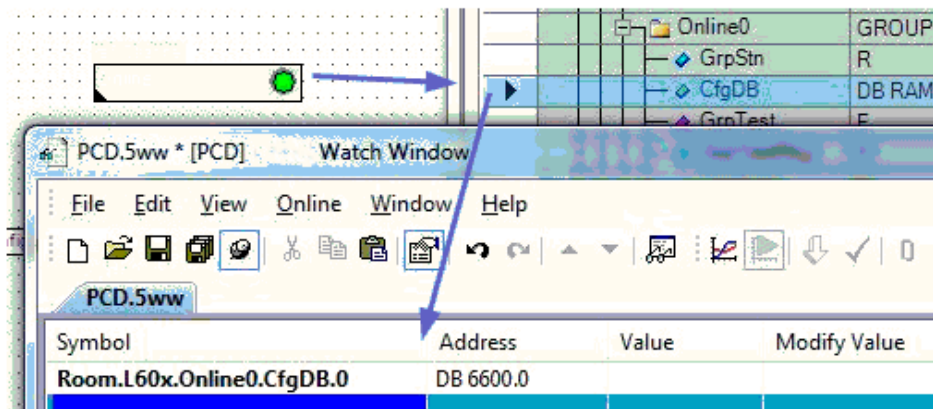 Online0 GROUP
GrpStn R
CfgDB DB RAM
GrpTest F
PCD.5ww * [PCD] Watch Window
File Edit View Online Window Help
PCD.5ww
Symbol Address Value Modify Value
Room.L60x.Online0.CfgDB.0 DB 6600.0